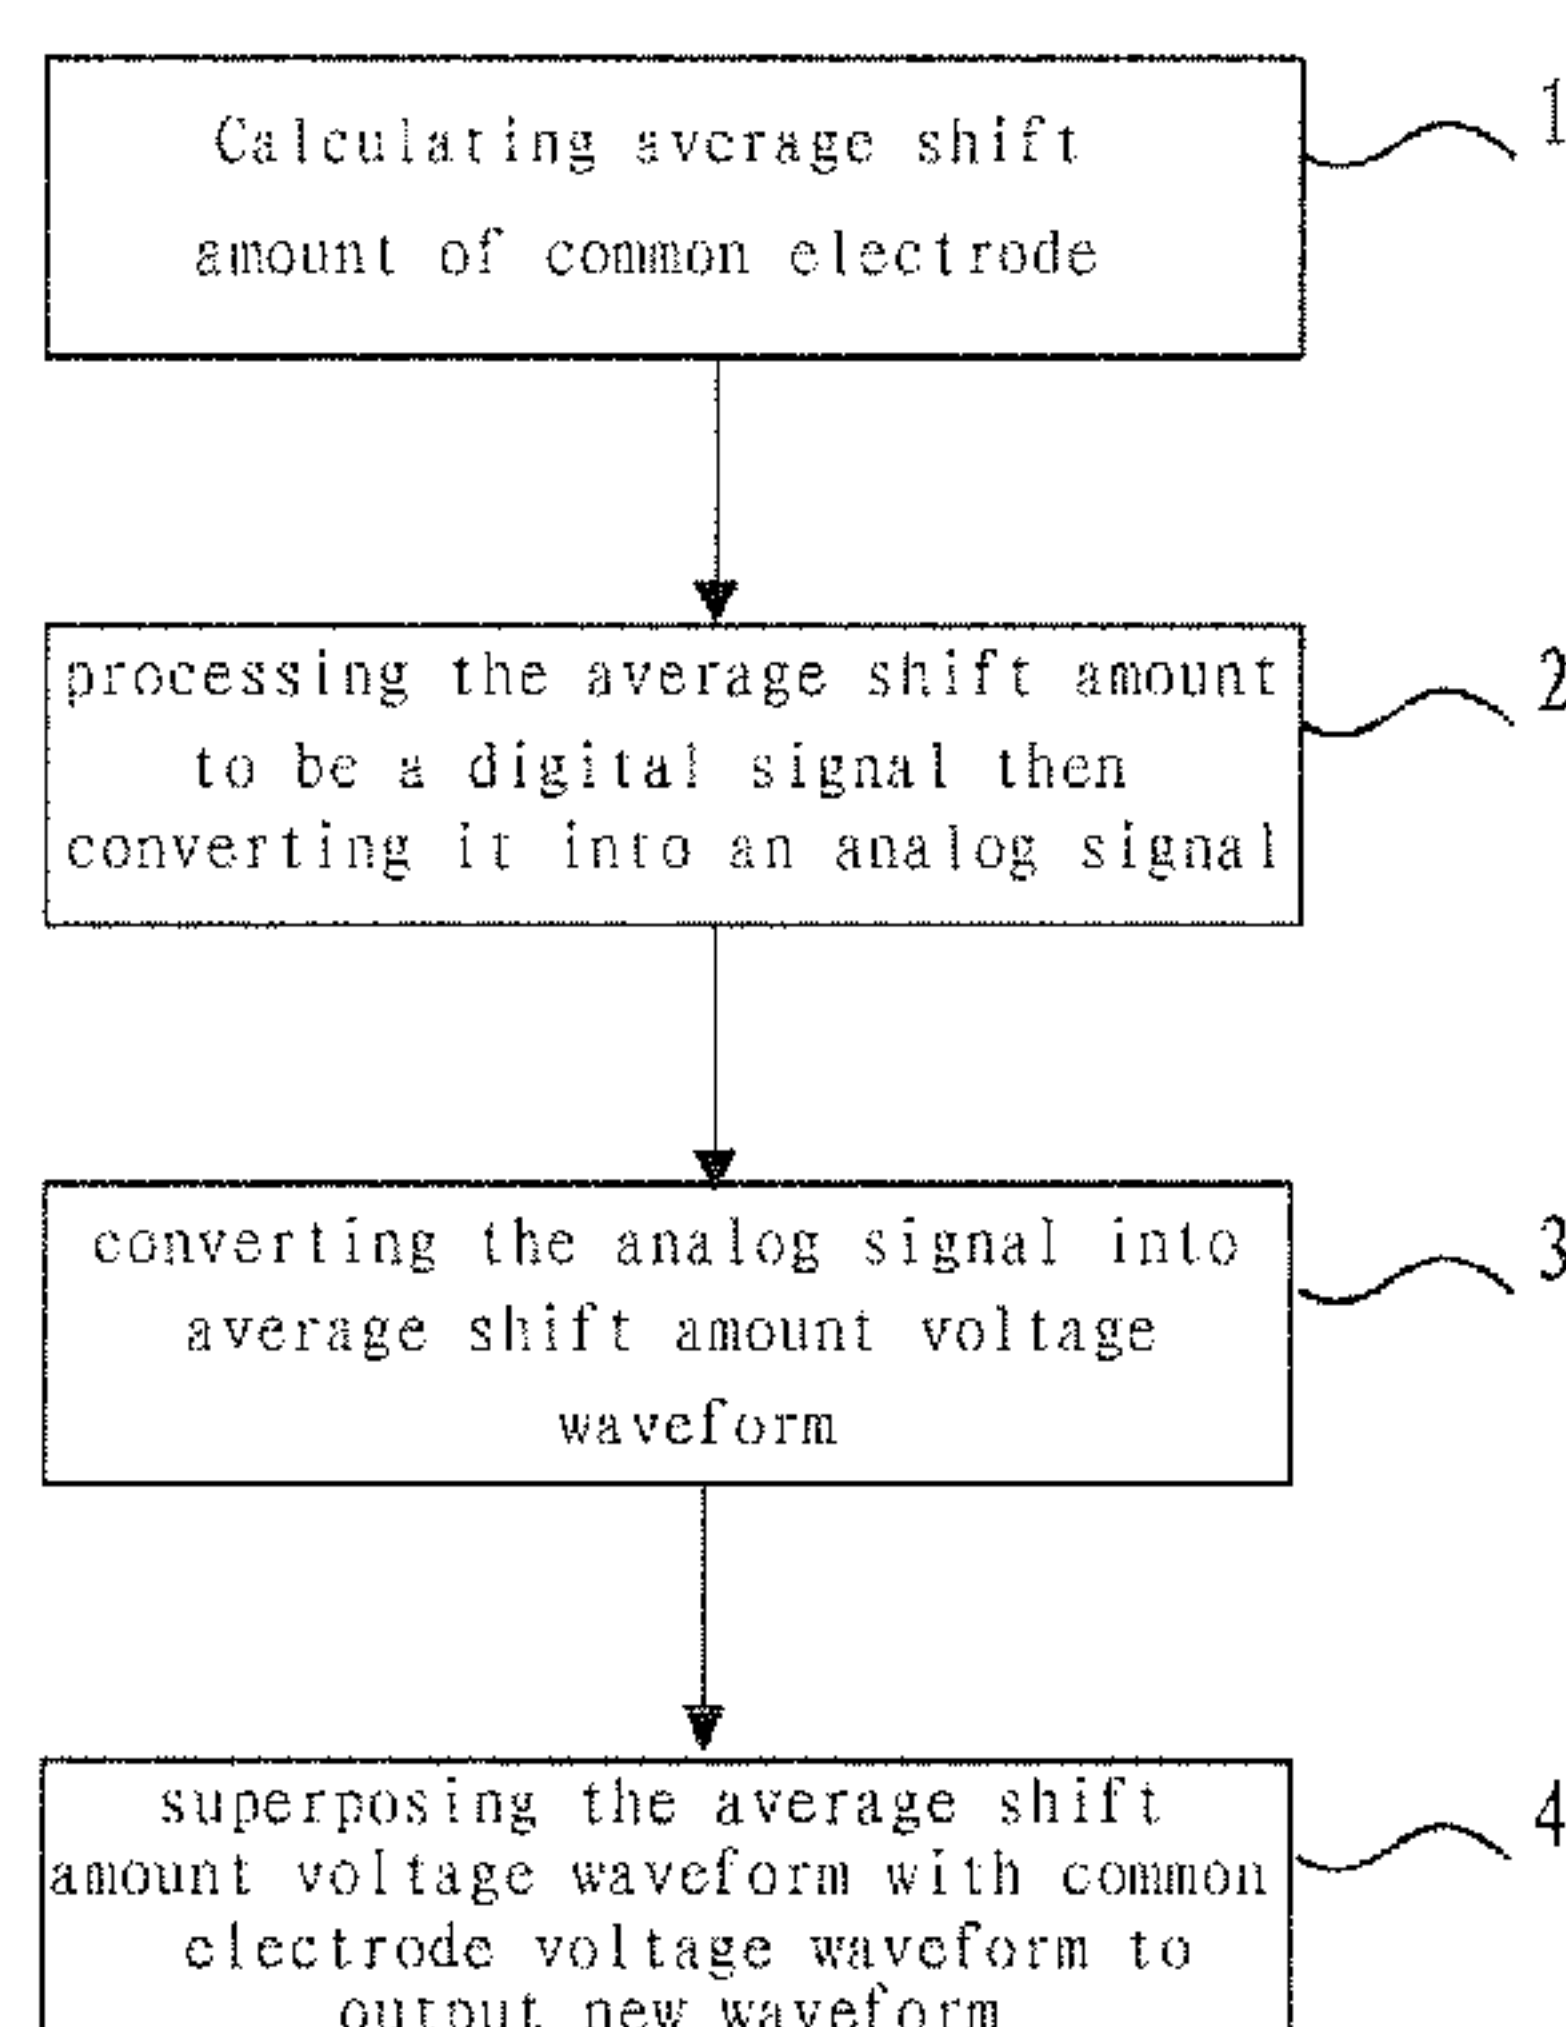 Calculating average shift
amount of common electrode
1
processing the average shift amount
to be a digital signal then
converting it into an analog signal
2
converting the analog signal into
average shift amount voltage
waveform
3
superposing the average shift
amount voltage waveform with common
electrode voltage waveform to
output new waveform
4